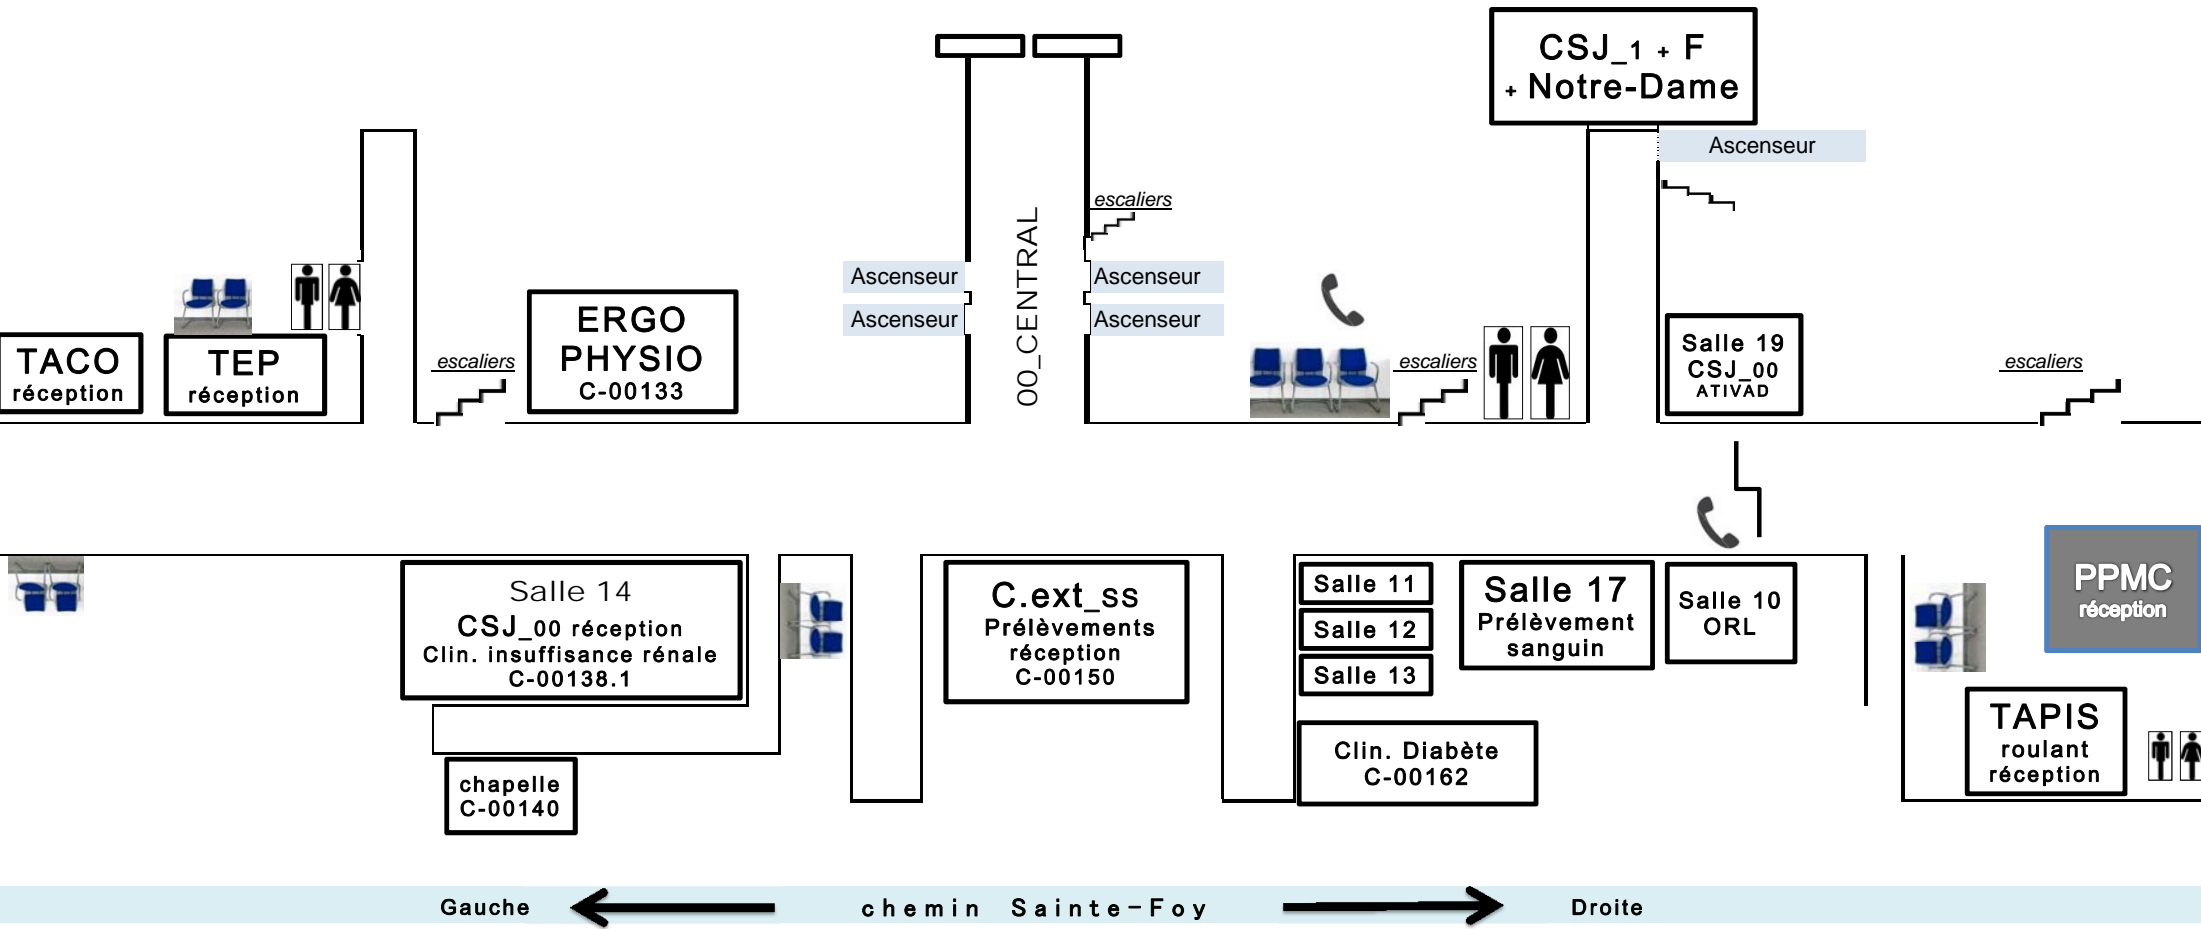 CSJ_1 + F
+ Notre-Dame
Ascenseur
escaliers
00_CENTRAL
Ascenseur
Ascenseur
Ascenseur
Ascenseur
TACO
réception
TEP
réception
escaliers
ERGO
PHYSIO
C-00133
escaliers
Salle 19
CSJ_00
ATIVAD
escaliers
Salle 14
CSJ_00 réception
Clin. insuffisance rénale
C-00138.1
chapelle
C-00140
C.ext_ss
Prélèvements
réception
C-00150
Salle 11
Salle 12
Salle 13
Salle 17
Prélèvement
sanguin
Salle 10
ORL
Clin. Diabète
C-00162
PPMC
réception
TAPIS
roulant
réception
Gauche
chemin Sainte-Foy
Droite